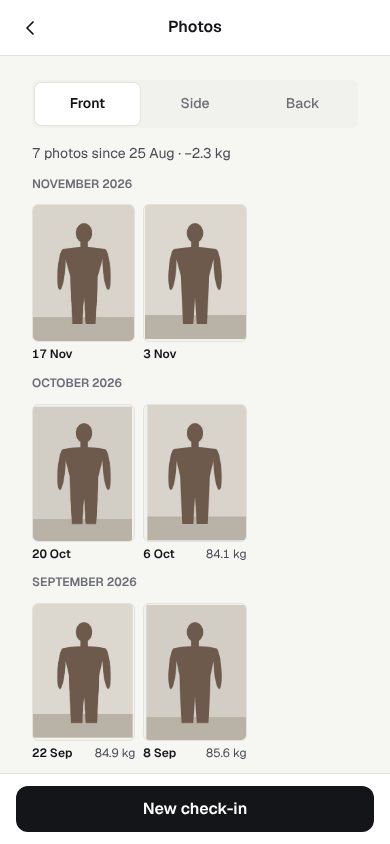 Photos
Front Side Back
7 photos since 25 Aug · −2.3 kg
NOVEMBER 2026
17 Nov 3 Nov
OCTOBER 2026
20 Oct 6 Oct 84.1 kg
SEPTEMBER 2026
22 Sep 84.9 kg 8 Sep 85.6 kg
New check-in